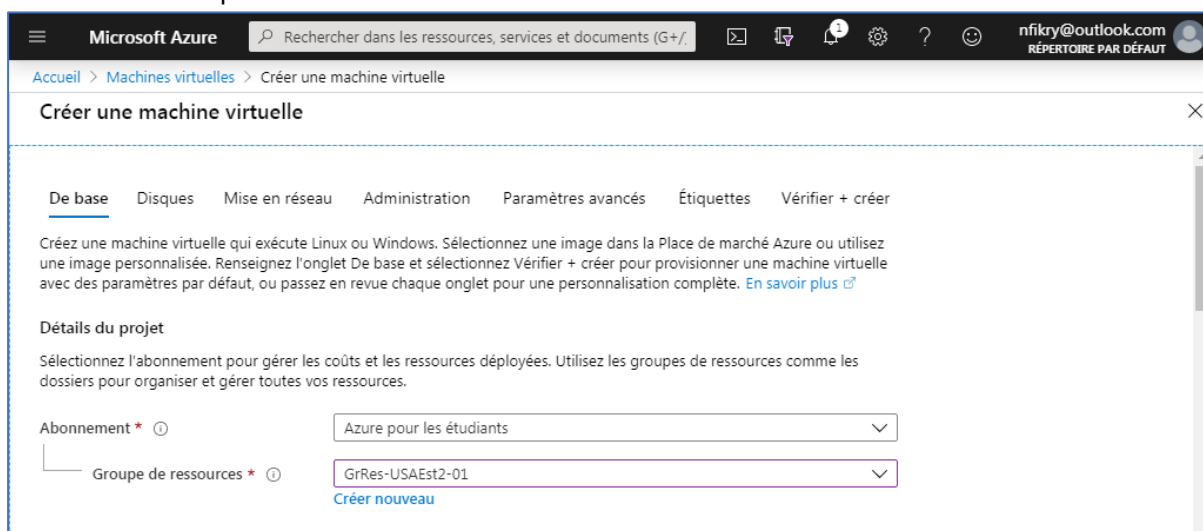 Microsoft Azure
Rechercher dans les ressources, services et documents (G+/
1
nfikry@outlook.com
RÉPERTOIRE PAR DÉFAUT
Accueil > Machines virtuelles > Créer une machine virtuelle
Créer une machine virtuelle
De base Disques Mise en réseau Administration Paramètres avancés Étiquettes Vérifier + créer
Créez une machine virtuelle qui exécute Linux ou Windows. Sélectionnez une image dans la Place de marché Azure ou utilisez
une image personnalisée. Renseignez l'onglet De base et sélectionnez Vérifier + créer pour provisionner une machine virtuelle
avec des paramètres par défaut, ou passez en revue chaque onglet pour une personnalisation complète. En savoir plus
Détails du projet
Sélectionnez l'abonnement pour gérer les coûts et les ressources déployées. Utilisez les groupes de ressources comme les
dossiers pour organiser et gérer toutes vos ressources.
Abonnement *
Azure pour les étudiants
Groupe de ressources *
GrRes-USAEst2-01
Créer nouveau